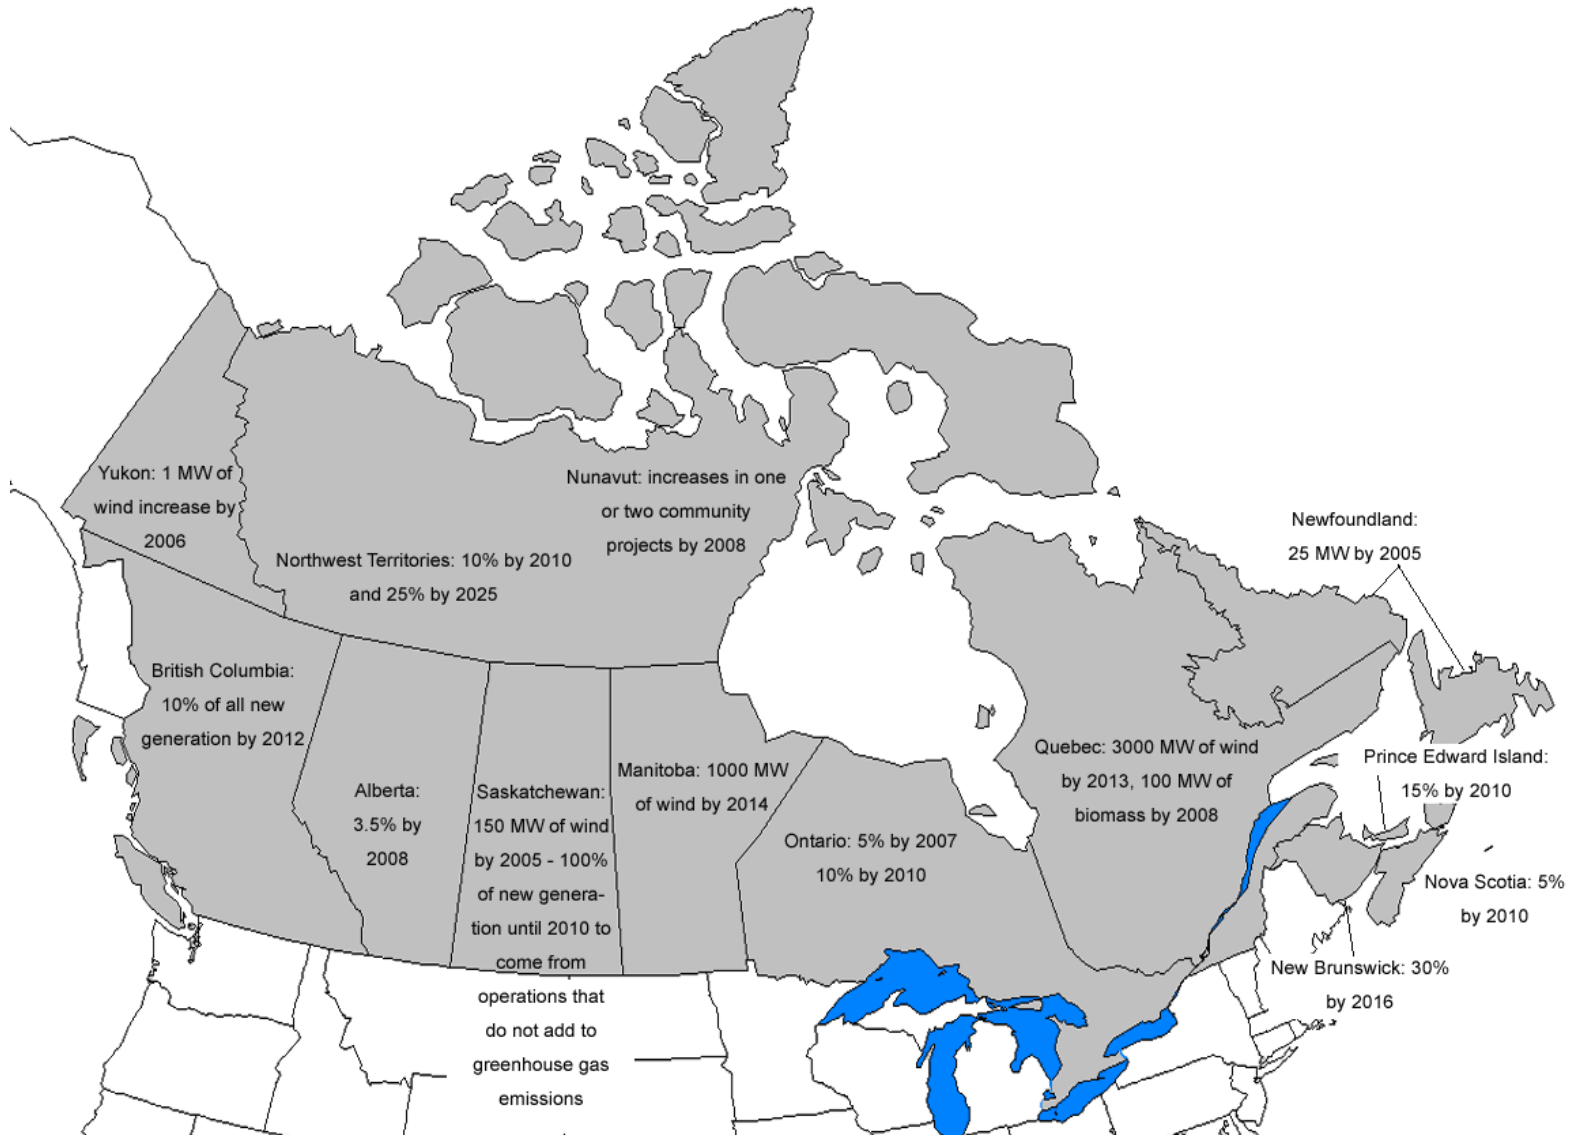 Yukon: 1 MW of
wind increase by
2006
Nunavut: increases in one
or two community
projects by 2008
Northwest Territories: 10% by 2010
and 25% by 2025
Newfoundland:
25 MW by 2005
British Columbia:
10% of all new
generation by 2012
Alberta:
3.5% by
2008
Saskatchewan:
150 MW of wind
by 2005 - 100%
of new genera-
tion until 2010 to
come from
operations that
do not add to
greenhouse gas
emissions
Manitoba: 1000 MW
of wind by 2014
Ontario: 5% by 2007
10% by 2010
Quebec: 3000 MW of wind
by 2013, 100 MW of
biomass by 2008
Prince Edward Island:
15% by 2010
Nova Scotia: 5%
by 2010
New Brunswick: 30%
by 2016